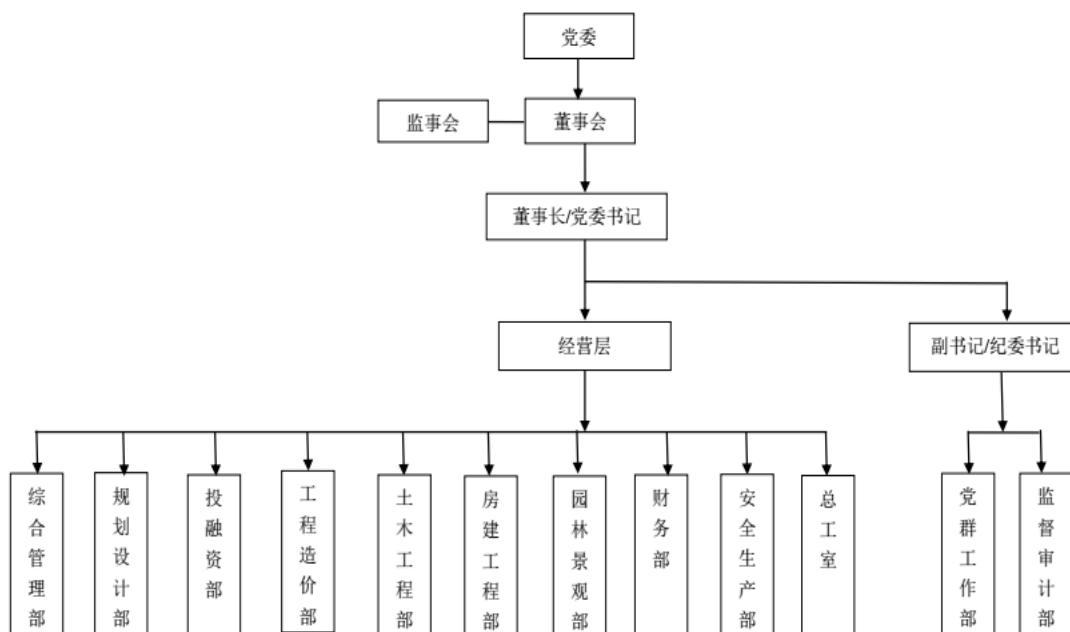 党委
监事会
董事会
董事长/党委书记
经营层
副书记/纪委书记
综合管理部
规划设计部
投融资部
工程造价部
土木工程部
房建工程部
园林景观部
财务部
安全生产部
总工室
党群工作部
监督审计部